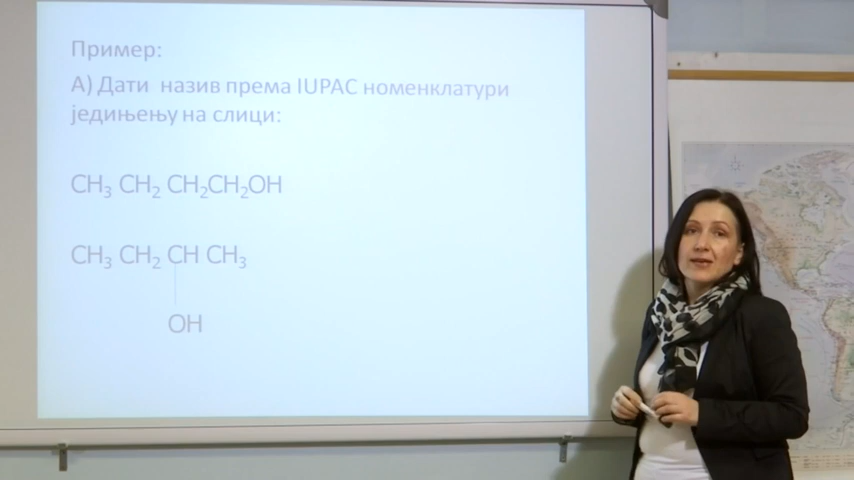 Пример:
А) Дати назив према IUPAC номенклатури
једињењу на слици:
CH₃ CH₂ CH₂CH₂OH
CH₃ CH₂ CH CH₃
OH